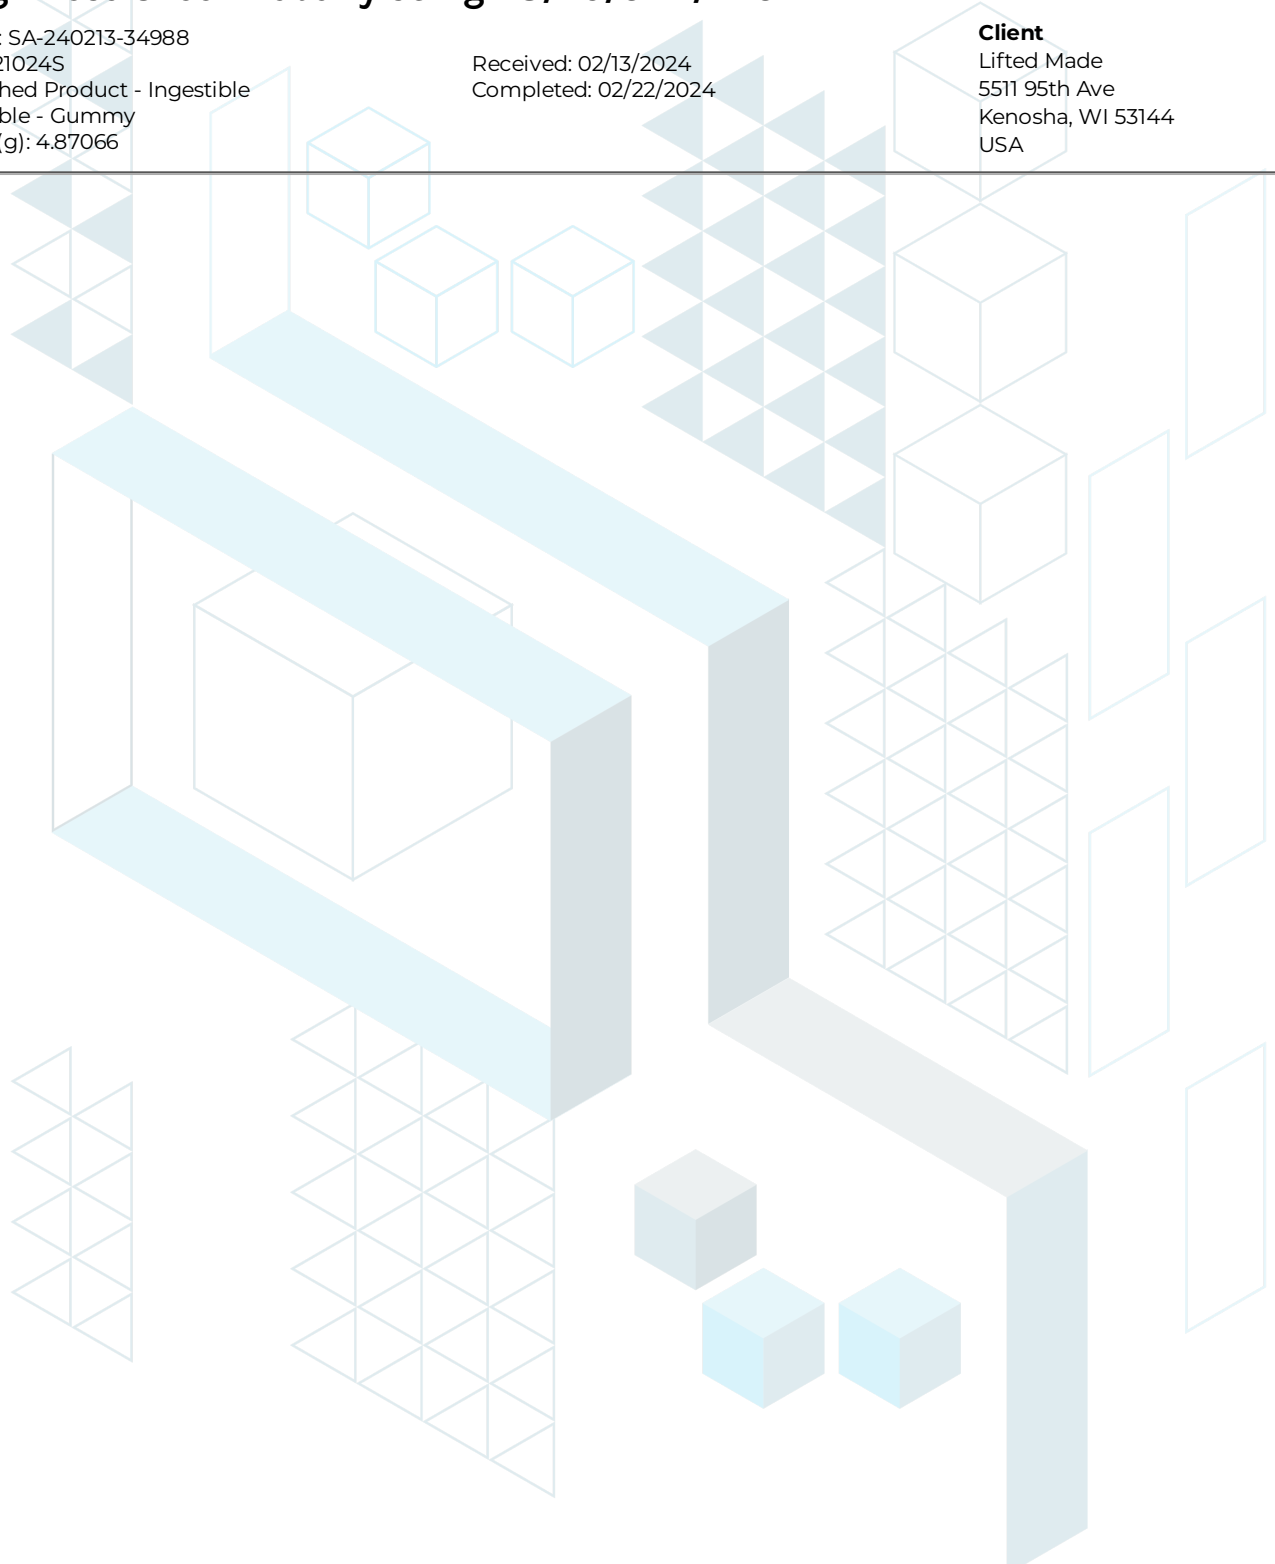 : SA-240213-34988
21024S
hed Product - Ingestible
ble - Gummy
(g): 4.87066
Received: 02/13/2024
Completed: 02/22/2024
Client
Lifted Made
5511 95th Ave
Kenosha, WI 53144
USA